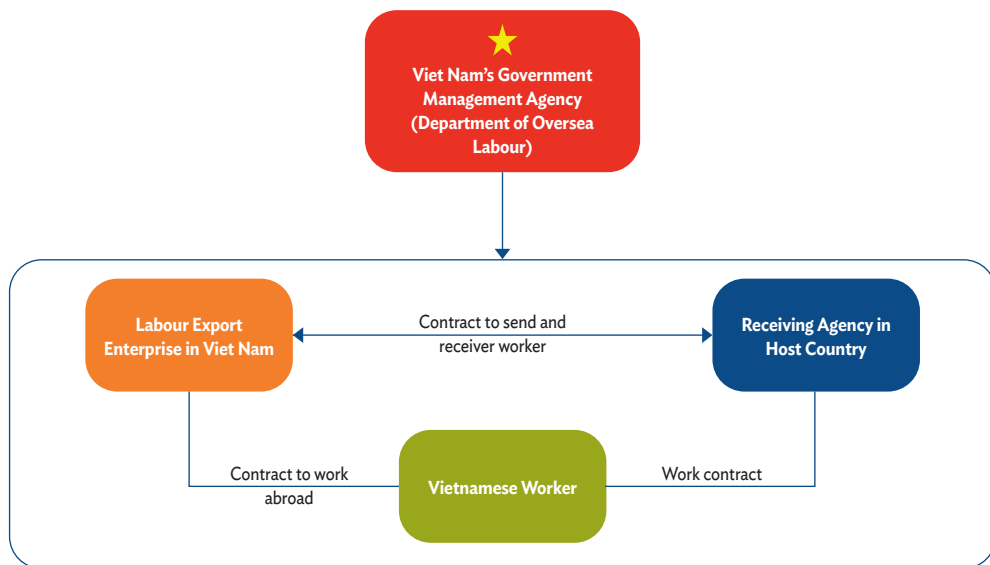 Viet Nam's Government
Management Agency
(Department of Oversea
Labour)
Labour Export
Enterprise in Viet Nam
Contract to send and
receiver worker
Receiving Agency in
Host Country
Contract to work
abroad
Vietnamese Worker
Work contract